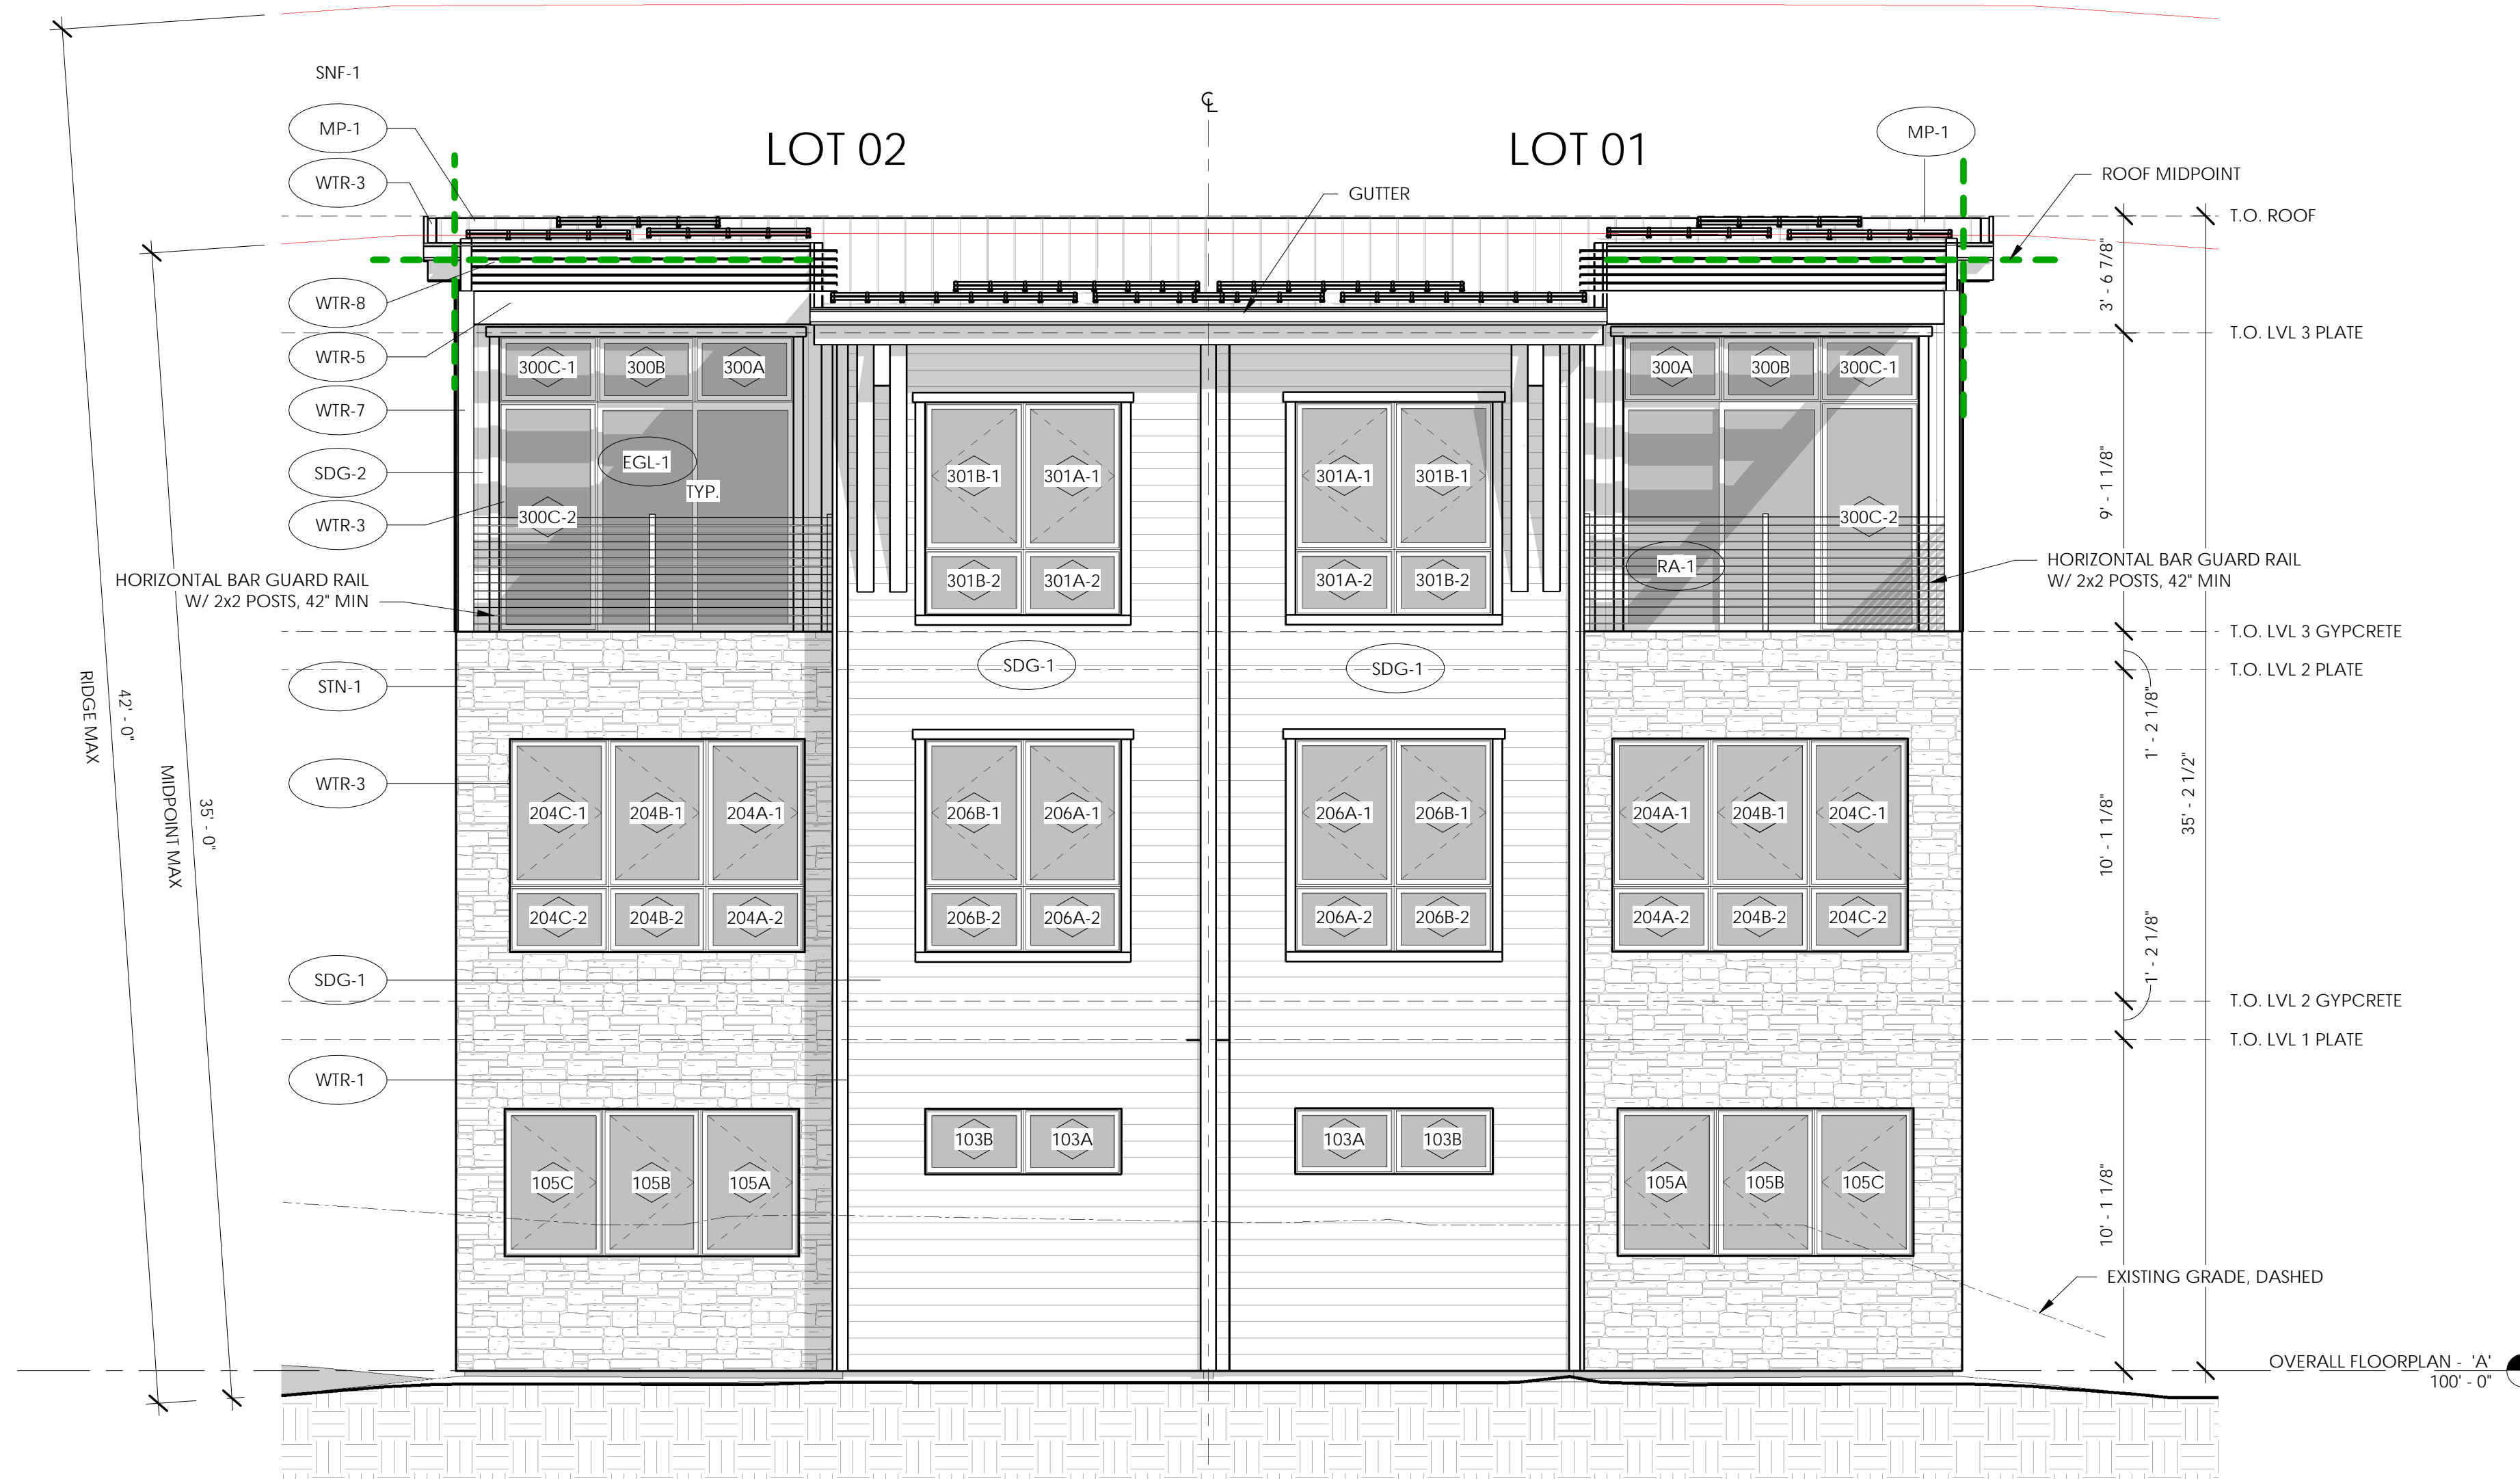 SNF-1
MP-1
WTR-3
WTR-8
WTR-5
WTR-7
SDG-2
WTR-3
HORIZONTAL BAR GUARD RAIL
W/ 2x2 POSTS, 42" MIN
STN-1
WTR-3
SDG-1
WTR-1
RIDGE MAX
42' - 0"
MIDPOINT MAX
35' - 0"
LOT 02
℄
LOT 01
GUTTER
MP-1
ROOF MIDPOINT
T.O. ROOF
3' - 6 7/8"
T.O. LVL 3 PLATE
9' - 1 1/8"
HORIZONTAL BAR GUARD RAIL
W/ 2x2 POSTS, 42" MIN
T.O. LVL 3 GYPCRETE
T.O. LVL 2 PLATE
1' - 2 1/8"
35' - 2 1/2"
10' - 1 1/8"
1' - 2 1/8"
T.O. LVL 2 GYPCRETE
T.O. LVL 1 PLATE
10' - 1 1/8"
EXISTING GRADE, DASHED
OVERALL FLOORPLAN - 'A'
100' - 0"
300C-1 300B 300A
300A 300B 300C-1
EGL-1
TYP.
301B-1 301A-1
301A-1 301B-1
300C-2
300C-2
RA-1
301B-2 301A-2
301A-2 301B-2
SDG-1
SDG-1
204C-1 204B-1 204A-1
206B-1 206A-1
206A-1 206B-1
204A-1 204B-1 204C-1
204C-2 204B-2 204A-2
206B-2 206A-2
206A-2 206B-2
204A-2 204B-2 204C-2
103B 103A
103A 103B
105C 105B 105A
105A 105B 105C